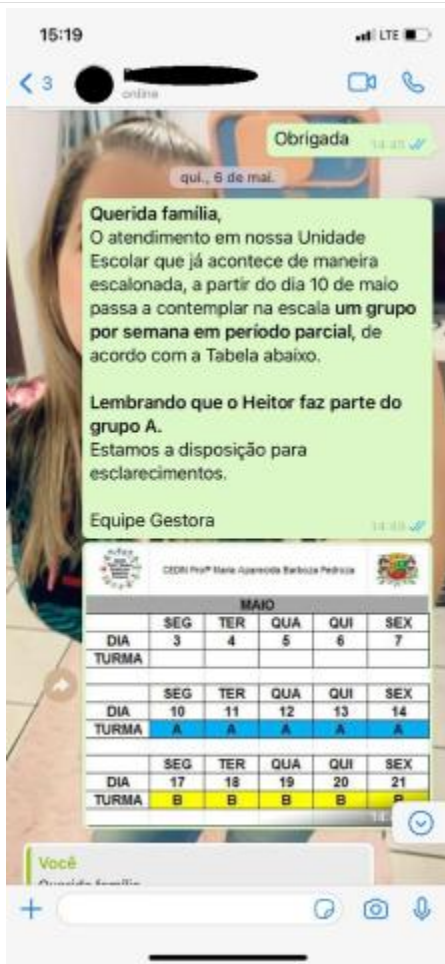 15:19
LTE
3
online
Obrigada
14:45
qui., 6 de mai.
Querida família,
O atendimento em nossa Unidade
Escolar que já acontece de maneira
escalonada, a partir do dia 10 de maio
passa a contemplar na escala um grupo
por semana em período parcial, de
acordo com a Tabela abaixo.
Lembrando que o Heitor faz parte do
grupo A.
Estamos a disposição para
esclarecimentos.
Equipe Gestora
14:49
CEDIN Profª Maria Aparecida Barboza Pedroza
MAIO
SEG TER QUA QUI SEX
DIA 3 4 5 6 7
TURMA
SEG TER QUA QUI SEX
DIA 10 11 12 13 14
TURMA A A A A A
SEG TER QUA QUI SEX
DIA 17 18 19 20 21
TURMA B B B B B
Você
Querida família